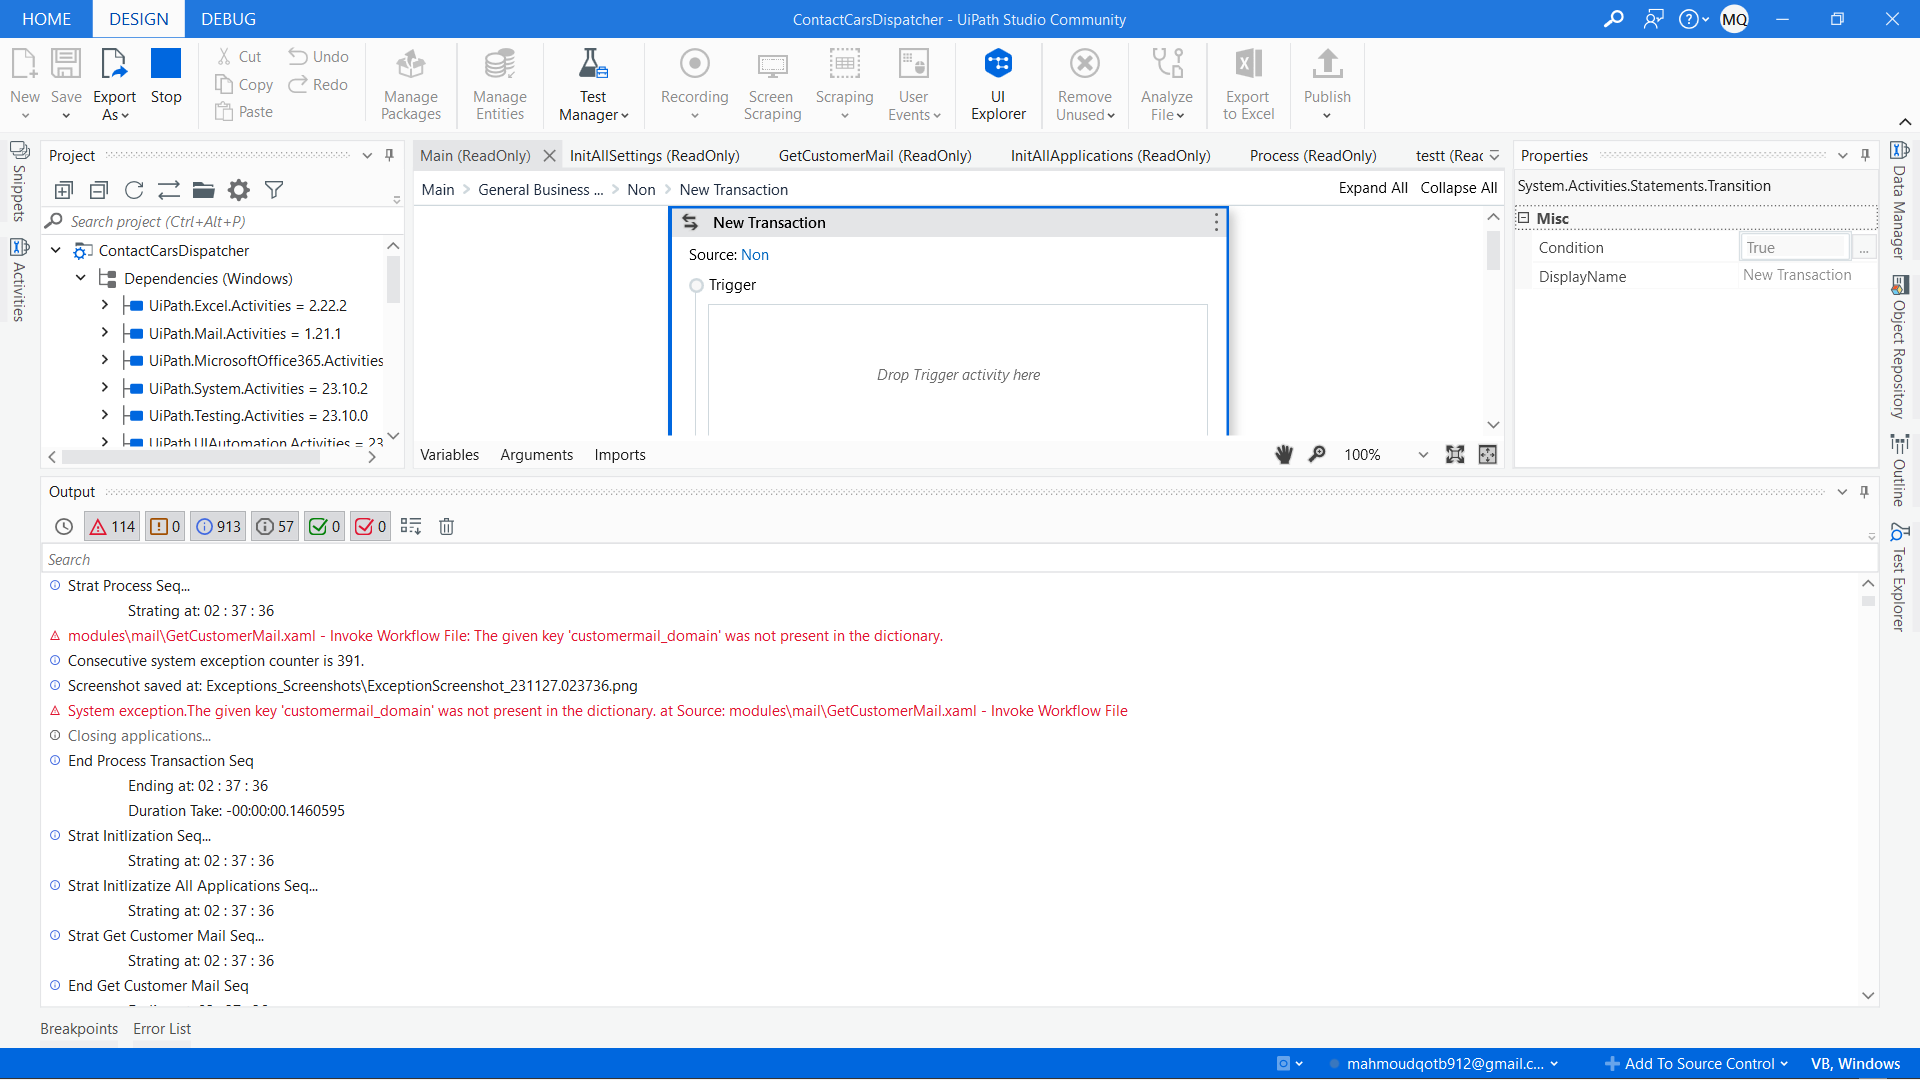 HOME
DESIGN
DEBUG
ContactCarsDispatcher - UiPath Studio Community
MQ
New
Save
Export As
Stop
Cut
Copy
Paste
Undo
Redo
Manage Packages
Manage Entities
Test Manager
Recording
Screen Scraping
Scraping
User Events
UI Explorer
Remove Unused
Analyze File
Export to Excel
Publish
Snippets
Activities
Project
Search project (Ctrl+Alt+P)
ContactCarsDispatcher
Dependencies (Windows)
UiPath.Excel.Activities = 2.22.2
UiPath.Mail.Activities = 1.21.1
UiPath.MicrosoftOffice365.Activities
UiPath.System.Activities = 23.10.2
UiPath.Testing.Activities = 23.10.0
UiPath.UIAutomation.Activities = 23
Main (ReadOnly)
InitAllSettings (ReadOnly)
GetCustomerMail (ReadOnly)
InitAllApplications (ReadOnly)
Process (ReadOnly)
testt (Reac
Main > General Business ... > Non > New Transaction
Expand All
Collapse All
New Transaction
Source: Non
Trigger
Drop Trigger activity here
Variables
Arguments
Imports
100%
Properties
System.Activities.Statements.Transition
Misc
Condition
True
...
DisplayName
New Transaction
Data Manager
Object Repository
Outline
Test Explorer
Output
114
0
913
57
0
0
Search
Strat Process Seq...
Strating at: 02 : 37 : 36
modules\mail\GetCustomerMail.xaml - Invoke Workflow File: The given key 'customermail_domain' was not present in the dictionary.
Consecutive system exception counter is 391.
Screenshot saved at: Exceptions_Screenshots\ExceptionScreenshot_231127.023736.png
System exception.The given key 'customermail_domain' was not present in the dictionary. at Source: modules\mail\GetCustomerMail.xaml - Invoke Workflow File
Closing applications...
End Process Transaction Seq
Ending at: 02 : 37 : 36
Duration Take: -00:00:00.1460595
Strat Initlization Seq...
Strating at: 02 : 37 : 36
Strat Initlizatize All Applications Seq...
Strating at: 02 : 37 : 36
Strat Get Customer Mail Seq...
Strating at: 02 : 37 : 36
End Get Customer Mail Seq
Breakpoints
Error List
mahmoudqotb912@gmail.c...
Add To Source Control
VB, Windows